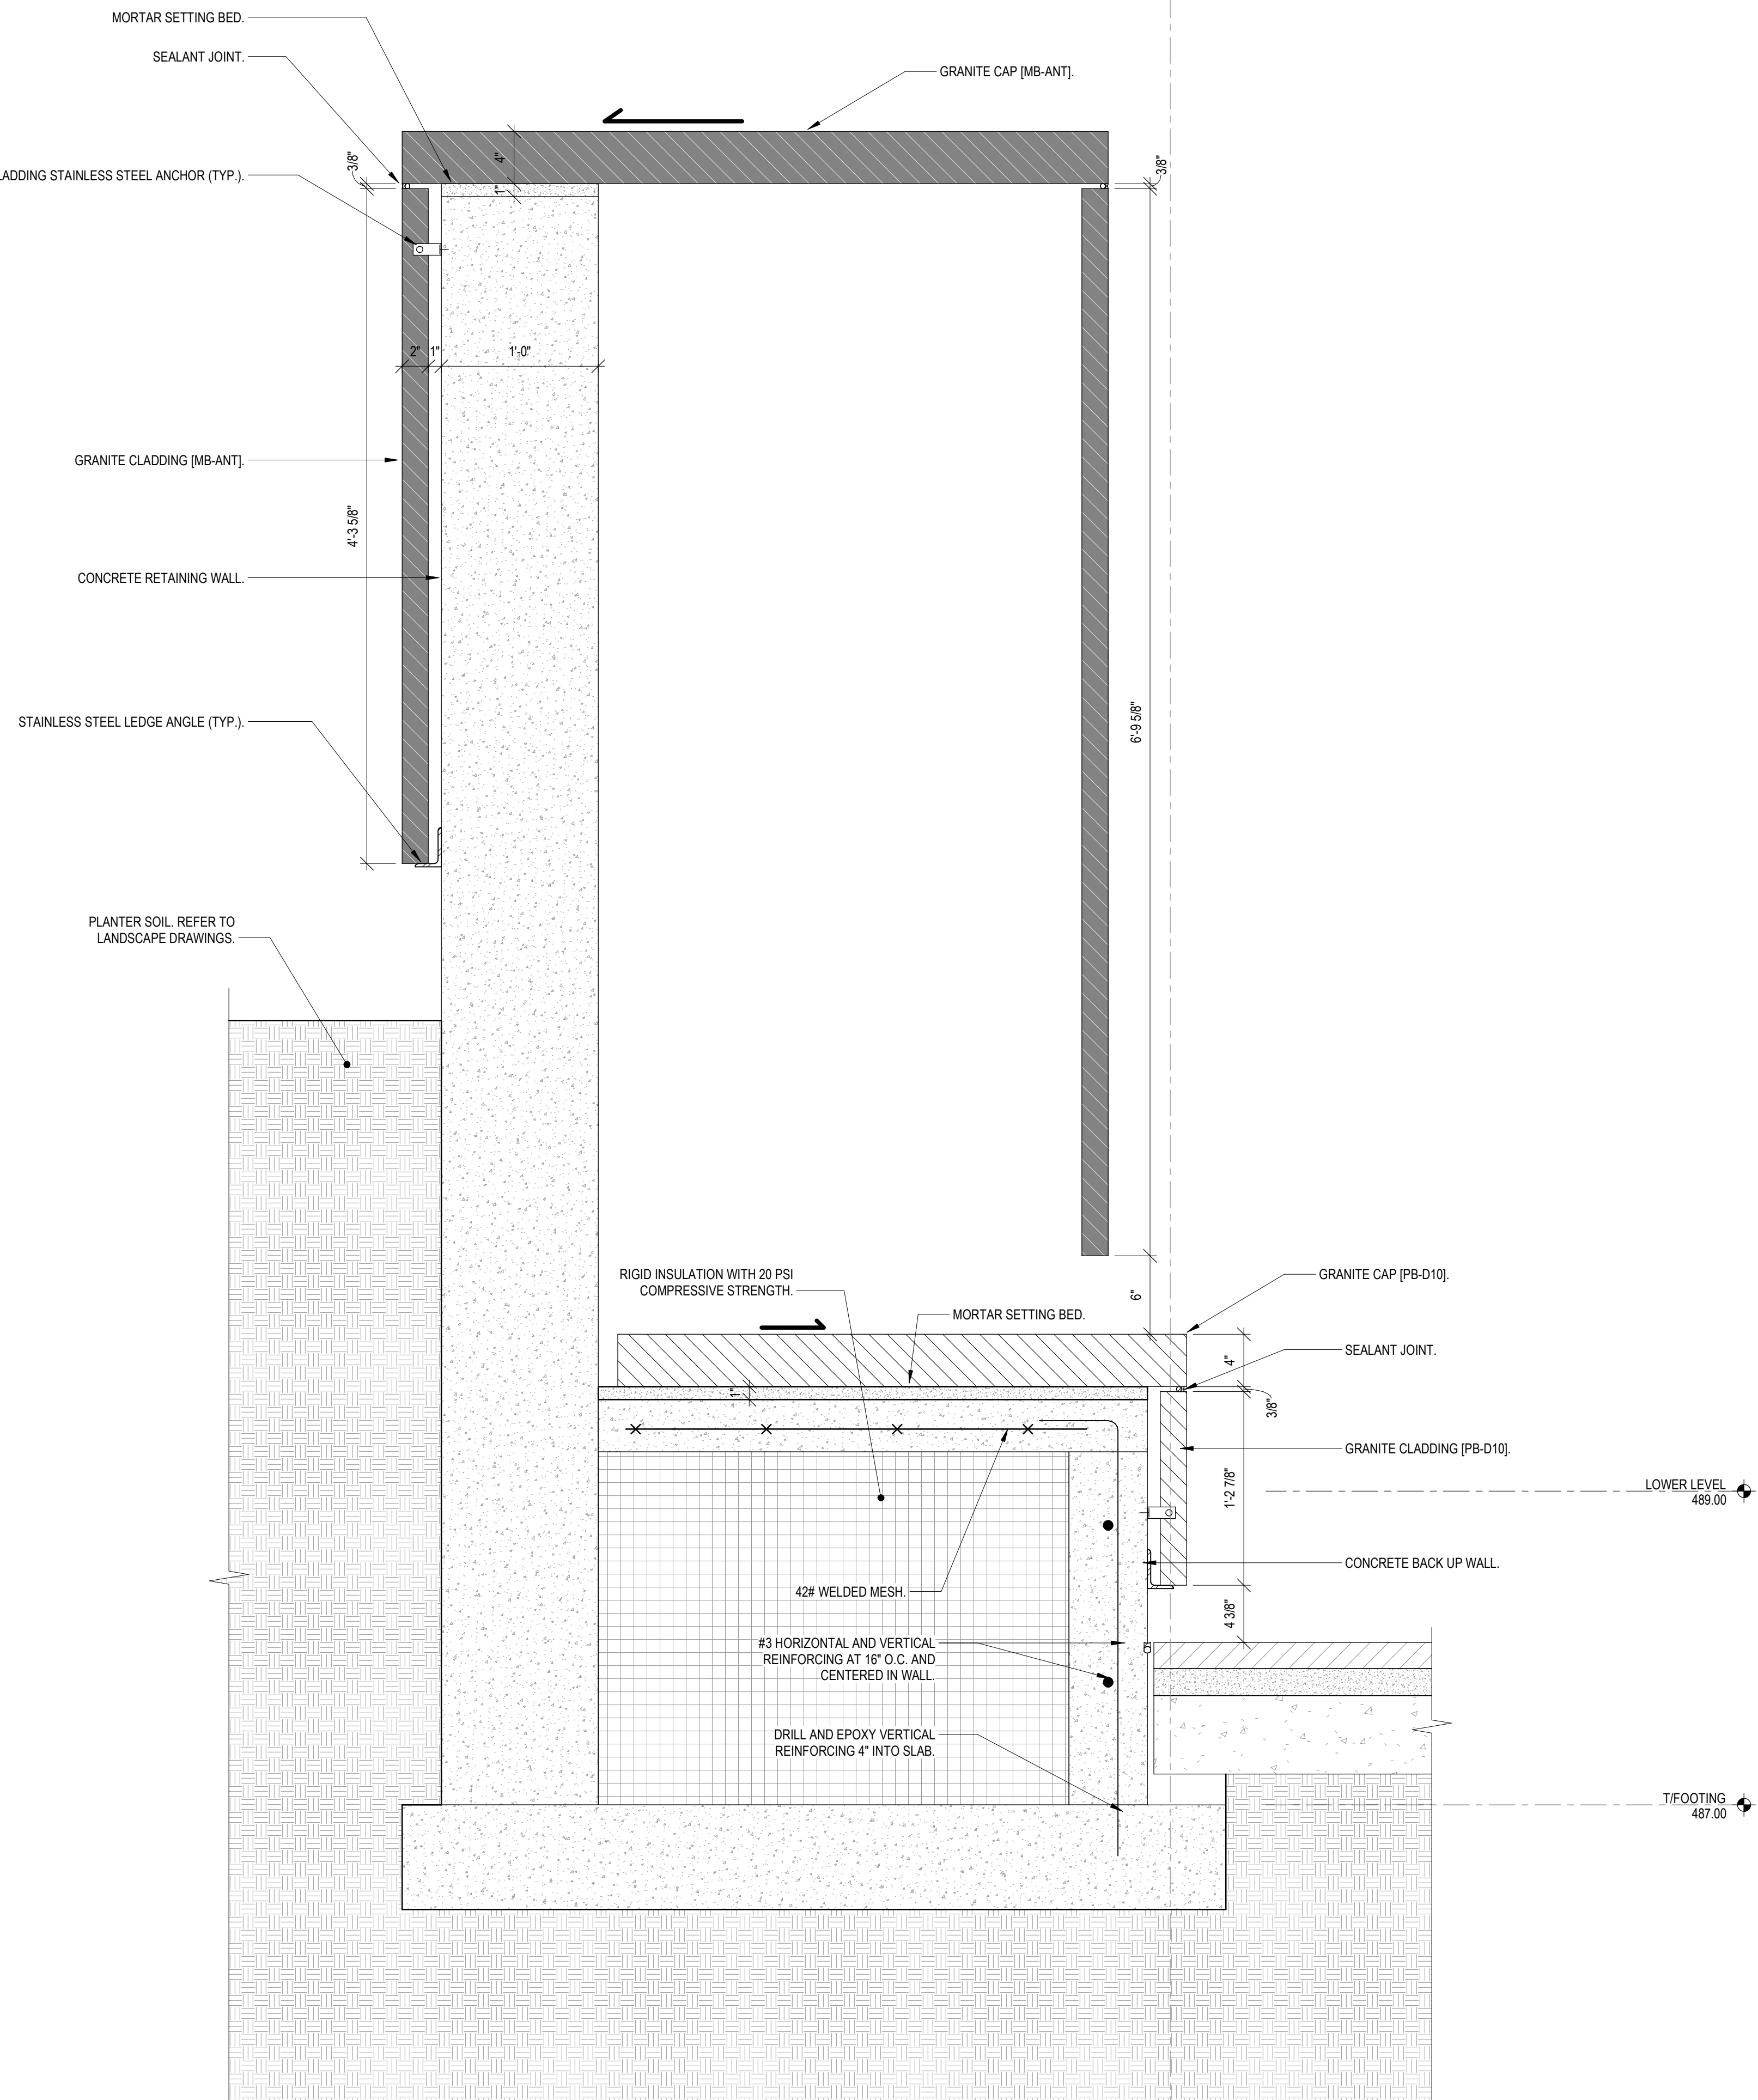 MORTAR SETTING BED.
SEALANT JOINT.
GRANITE CAP [MB-ANT].
3/8"
4"
3/8"
LADDING STAINLESS STEEL ANCHOR (TYP.).
1"
2"
1"
1'-0"
GRANITE CLADDING [MB-ANT].
4'-3 5/8"
CONCRETE RETAINING WALL.
6'-9 5/8"
STAINLESS STEEL LEDGE ANGLE (TYP.).
PLANTER SOIL. REFER TO
LANDSCAPE DRAWINGS.
RIGID INSULATION WITH 20 PSI
COMPRESSIVE STRENGTH.
GRANITE CAP [PB-D10].
6"
MORTAR SETTING BED.
SEALANT JOINT.
4"
1"
3/8"
GRANITE CLADDING [PB-D10].
1'-2 7/8"
LOWER LEVEL
489.00
CONCRETE BACK UP WALL.
42# WELDED MESH.
4 3/8"
#3 HORIZONTAL AND VERTICAL
REINFORCING AT 16" O.C. AND
CENTERED IN WALL.
DRILL AND EPOXY VERTICAL
REINFORCING 4" INTO SLAB.
T/FOOTING
487.00